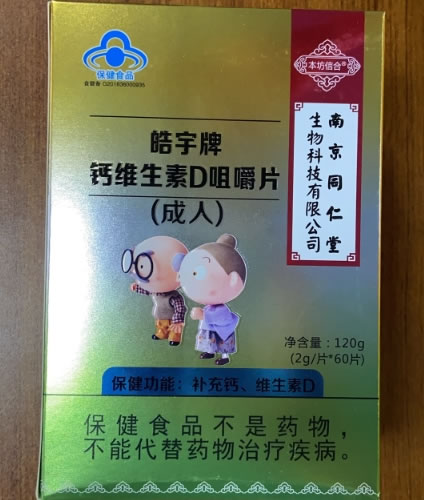 保健食品
本坊信合®
南京同仁堂
生物科技有限公司
皓宇牌
钙维生素D咀嚼片
(成人)
净含量：120g
(2g/片*60片)
保健功能：补充钙、维生素D
保健食品不是药物，
不能代替药物治疗疾病。